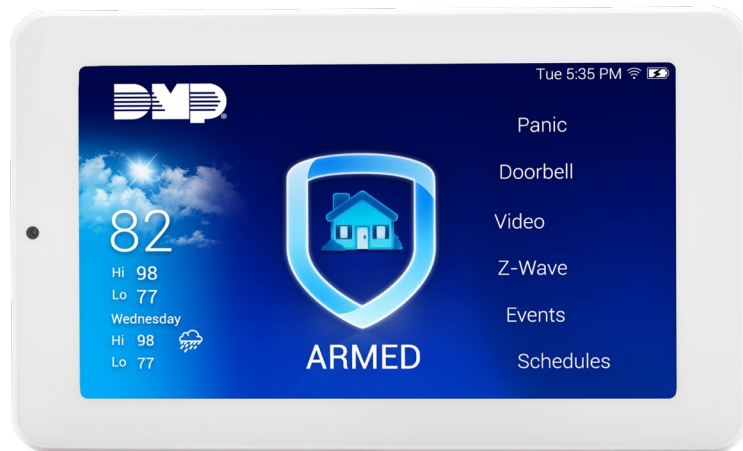 Tue 5:35 PM
DMP®
Panic
Doorbell
Video
Z-Wave
Events
Schedules
82
Hi 98
Lo 77
Wednesday
Hi 98
Lo 77
ARMED